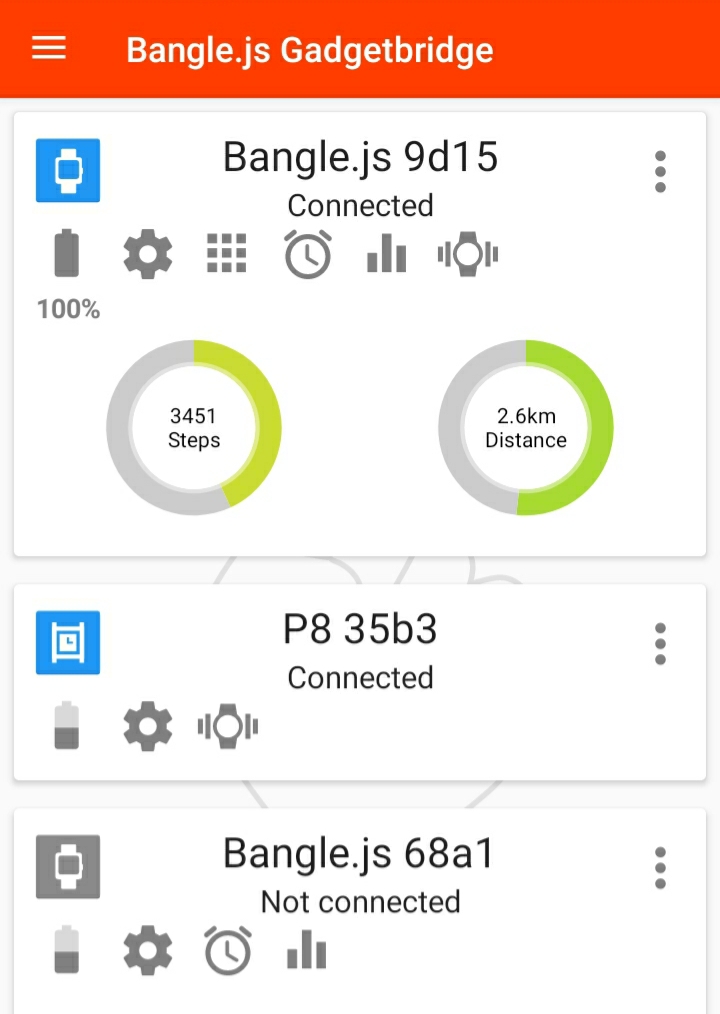 Bangle.js Gadgetbridge
Bangle.js 9d15
Connected
100%
3451
Steps
2.6km
Distance
P8 35b3
Connected
Bangle.js 68a1
Not connected